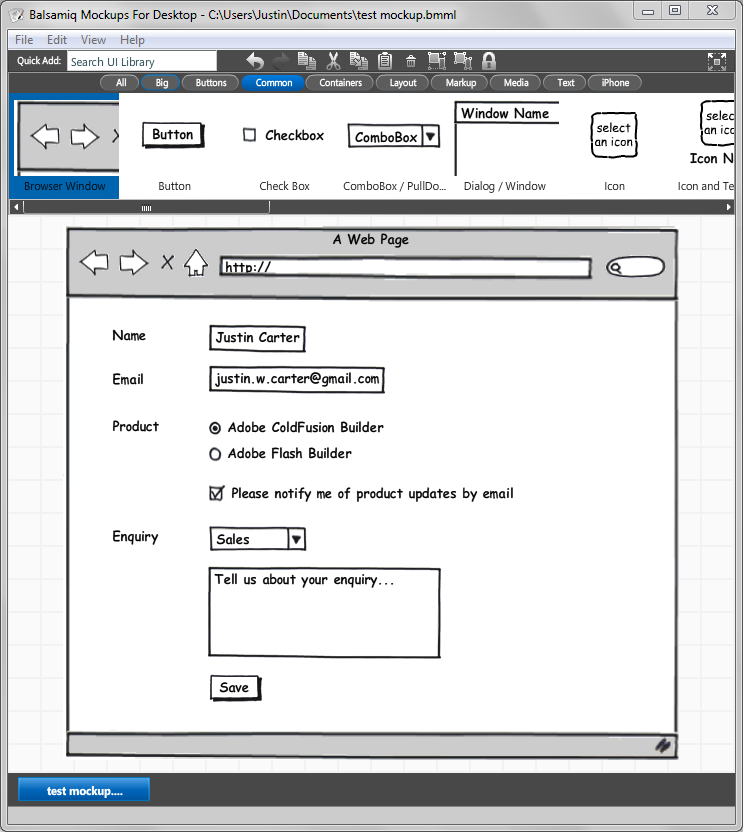 Balsamiq Mockups For Desktop - C:\Users\Justin\Documents\test mockup.bmml
File Edit View Help
Quick Add: Search UI Library
All Big Buttons Common Containers Layout Markup Media Text iPhone
Button Checkbox ComboBox Window Name select an icon
Icon N
Browser Window Button Check Box ComboBox / PullDo... Dialog / Window Icon Icon and Te
A Web Page
http://
Name Justin Carter
Email justin.w.carter@gmail.com
Product Adobe ColdFusion Builder
Adobe Flash Builder
Please notify me of product updates by email
Enquiry Sales
Tell us about your enquiry...
Save
test mockup....